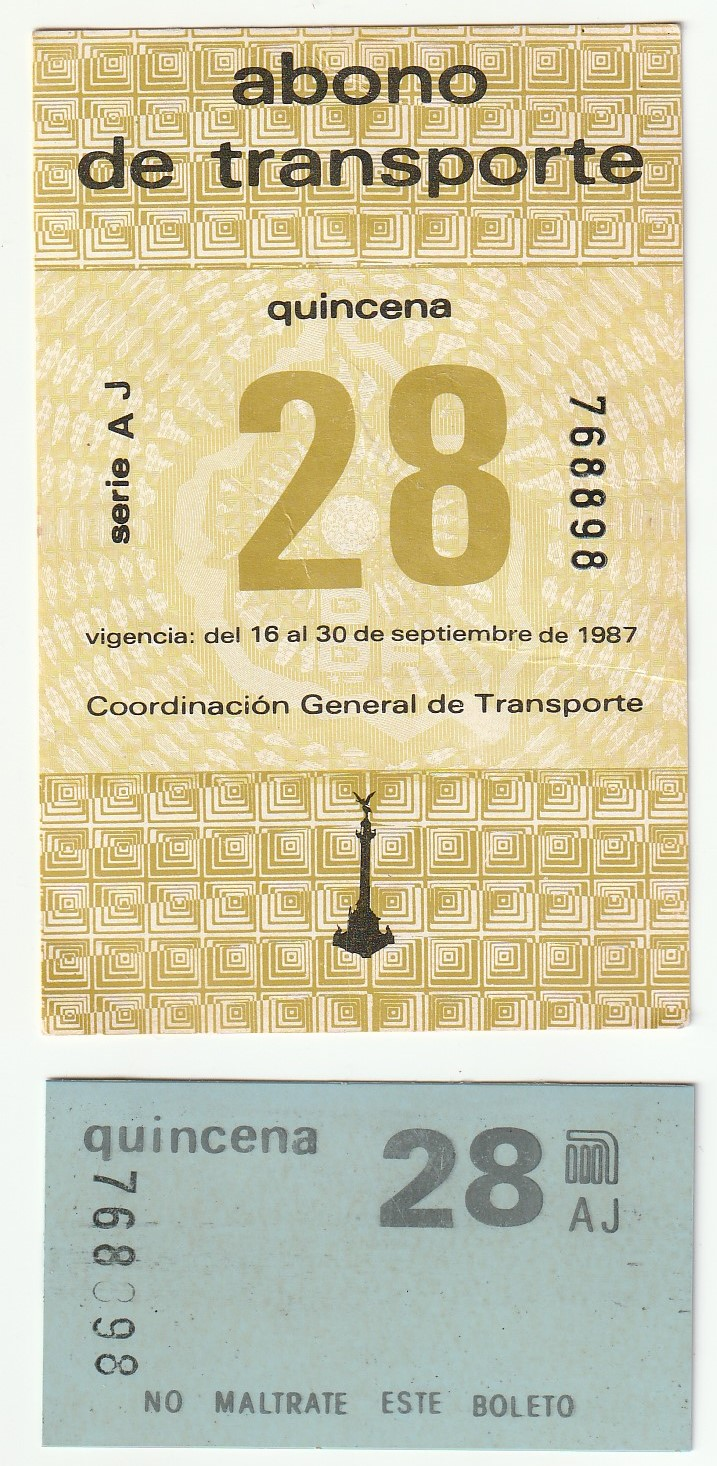 abono
de transporte
quincena
28
serie AJ
768898
vigencia: del 16 al 30 de septiembre de 1987
Coordinación General de Transporte
quincena
28
AJ
768898
NO MALTRATE ESTE BOLETO